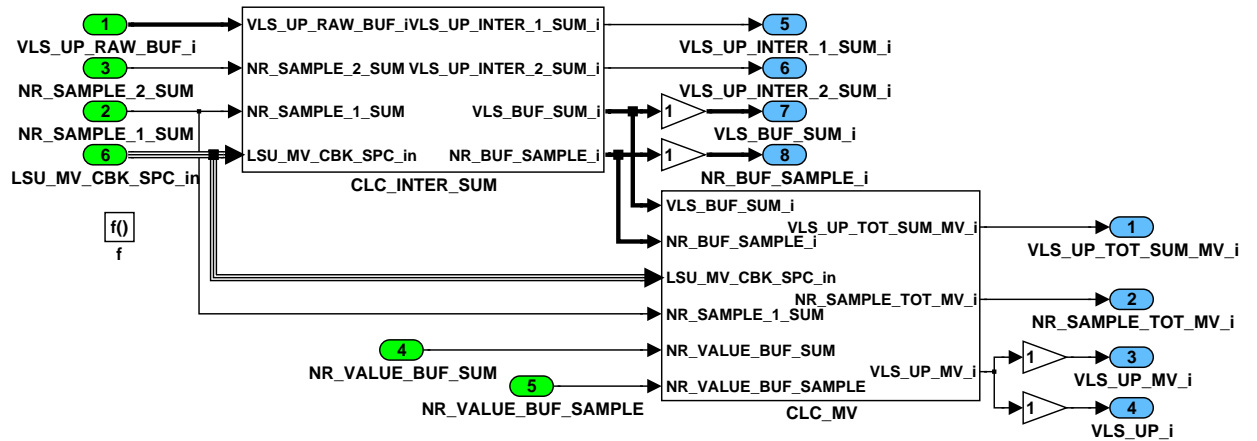 1
VLS_UP_RAW_BUF_i
3
NR_SAMPLE_2_SUM
2
NR_SAMPLE_1_SUM
6
LSU_MV_CBK_SPC_in
f()
f
VLS_UP_RAW_BUF_i
VLS_UP_INTER_1_SUM_i
NR_SAMPLE_2_SUM
VLS_UP_INTER_2_SUM_i
NR_SAMPLE_1_SUM
VLS_BUF_SUM_i
LSU_MV_CBK_SPC_in
NR_BUF_SAMPLE_i
CLC_INTER_SUM
1
1
5
VLS_UP_INTER_1_SUM_i
6
VLS_UP_INTER_2_SUM_i
7
VLS_BUF_SUM_i
8
NR_BUF_SAMPLE_i
4
NR_VALUE_BUF_SUM
5
NR_VALUE_BUF_SAMPLE
VLS_BUF_SUM_i
VLS_UP_TOT_SUM_MV_i
NR_BUF_SAMPLE_i
LSU_MV_CBK_SPC_in
NR_SAMPLE_TOT_MV_i
NR_SAMPLE_1_SUM
NR_VALUE_BUF_SUM
VLS_UP_MV_i
NR_VALUE_BUF_SAMPLE
CLC_MV
1
VLS_UP_TOT_SUM_MV_i
2
NR_SAMPLE_TOT_MV_i
1
3
VLS_UP_MV_i
1
4
VLS_UP_i